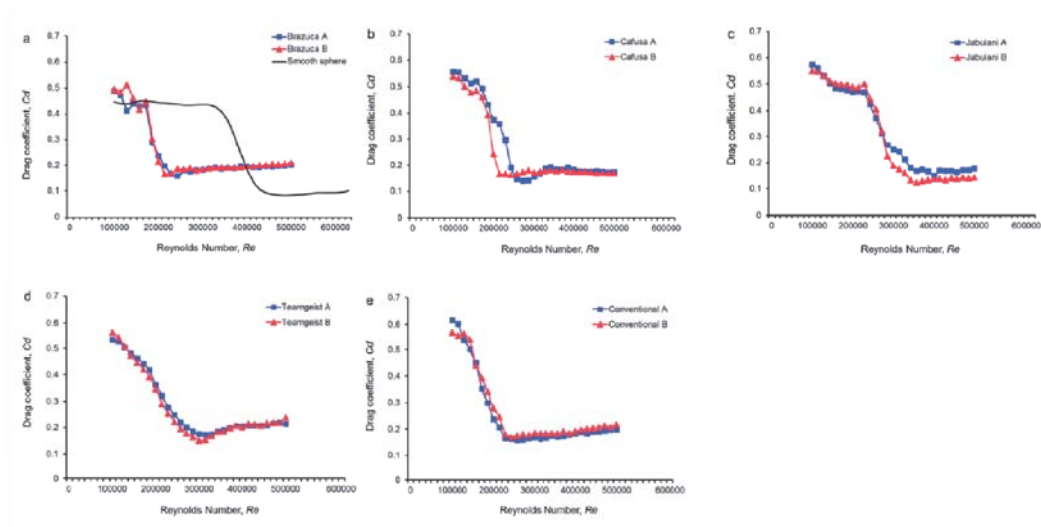 a
0.7
0.6
0.5
0.4
0.3
0.2
0.1
0
Drag coefficient, Cd
Brazuca A
Brazuca B
Smooth sphere
0 100000 200000 300000 400000 500000 600000
Reynolds Number, Re
b
0.7
0.6
0.5
0.4
0.3
0.2
0.1
0
Drag coefficient, Cd
Cafusa A
Cafusa B
0 100000 200000 300000 400000 500000 600000
Reynolds Number, Re
c
0.7
0.6
0.5
0.4
0.3
0.2
0.1
0
Drag coefficient, Cd
Jabulani A
Jabulani B
0 100000 200000 300000 400000 500000 600000
Reynolds Number, Re
d.
0.7
0.6
0.5
0.4
0.3
0.2
0.1
0
Drag coefficient, Cd
Teamgeist A
Teamgeist B
0 100000 200000 300000 400000 500000 600000
Reynolds Number, Re
e
0.7
0.6
0.5
0.4
0.3
0.2
0.1
0
Drag coefficient, Cd
Conventional A
Conventional B
0 100000 200000 300000 400000 500000 600000
Reynolds Number, Re